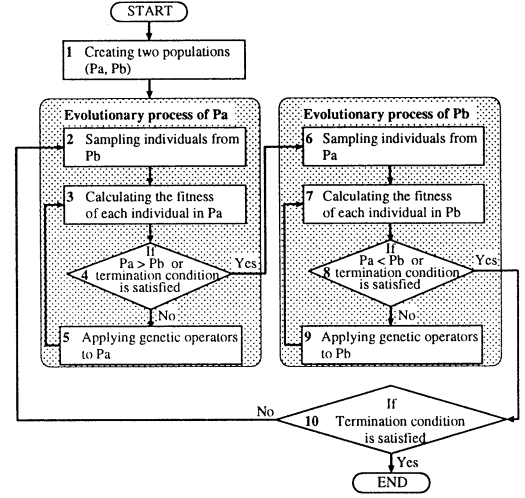 START
1 Creating two populations
(Pa, Pb)
Evolutionary process of Pa
2 Sampling individuals from
Pb
3 Calculating the fitness
of each individual in Pa
If
Pa > Pb or
4 termination condition
is satisfied
Yes
No
5 Applying genetic operators
to Pa
Evolutionary process of Pb
6 Sampling individuals from
Pa
7 Calculating the fitness
of each individual in Pb
If
Pa < Pb or
8 termination condition
is satisfied
Yes
No
9 Applying genetic operators
to Pb
No
If
10 Termination condition
is satisfied
Yes
END